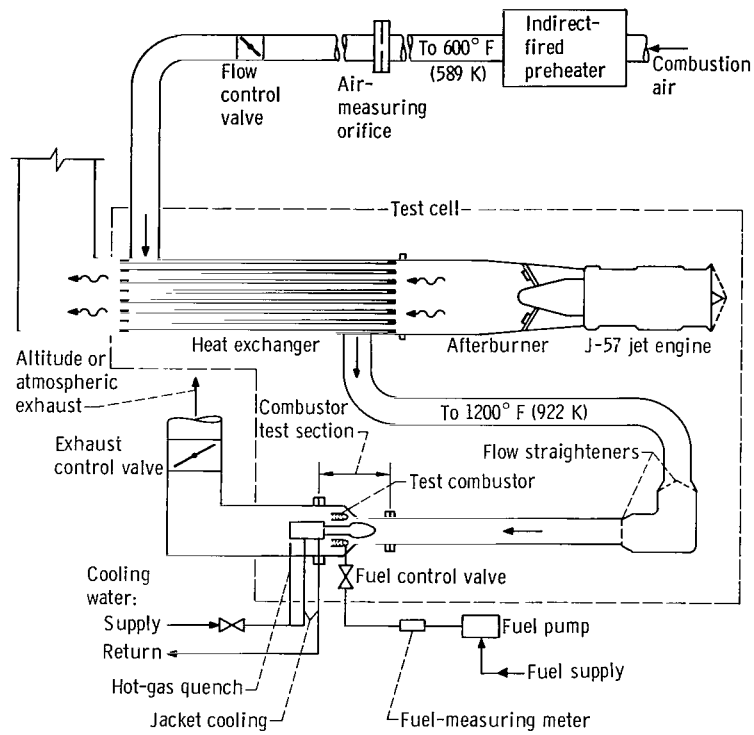 Indirect-
fired
preheater
To 600° F
(589 K)
Combustion
air
Flow
control
valve
Air-
measuring
orifice
Test cell
Heat exchanger
Afterburner
J-57 jet engine
Altitude or
atmospheric
exhaust
To 1200° F (922 K)
Combustor
test section
Exhaust
control valve
Flow straighteners
Test combustor
Fuel control valve
Cooling
water:
Supply
Return
Fuel pump
Fuel supply
Hot-gas quench
Jacket cooling
Fuel-measuring meter